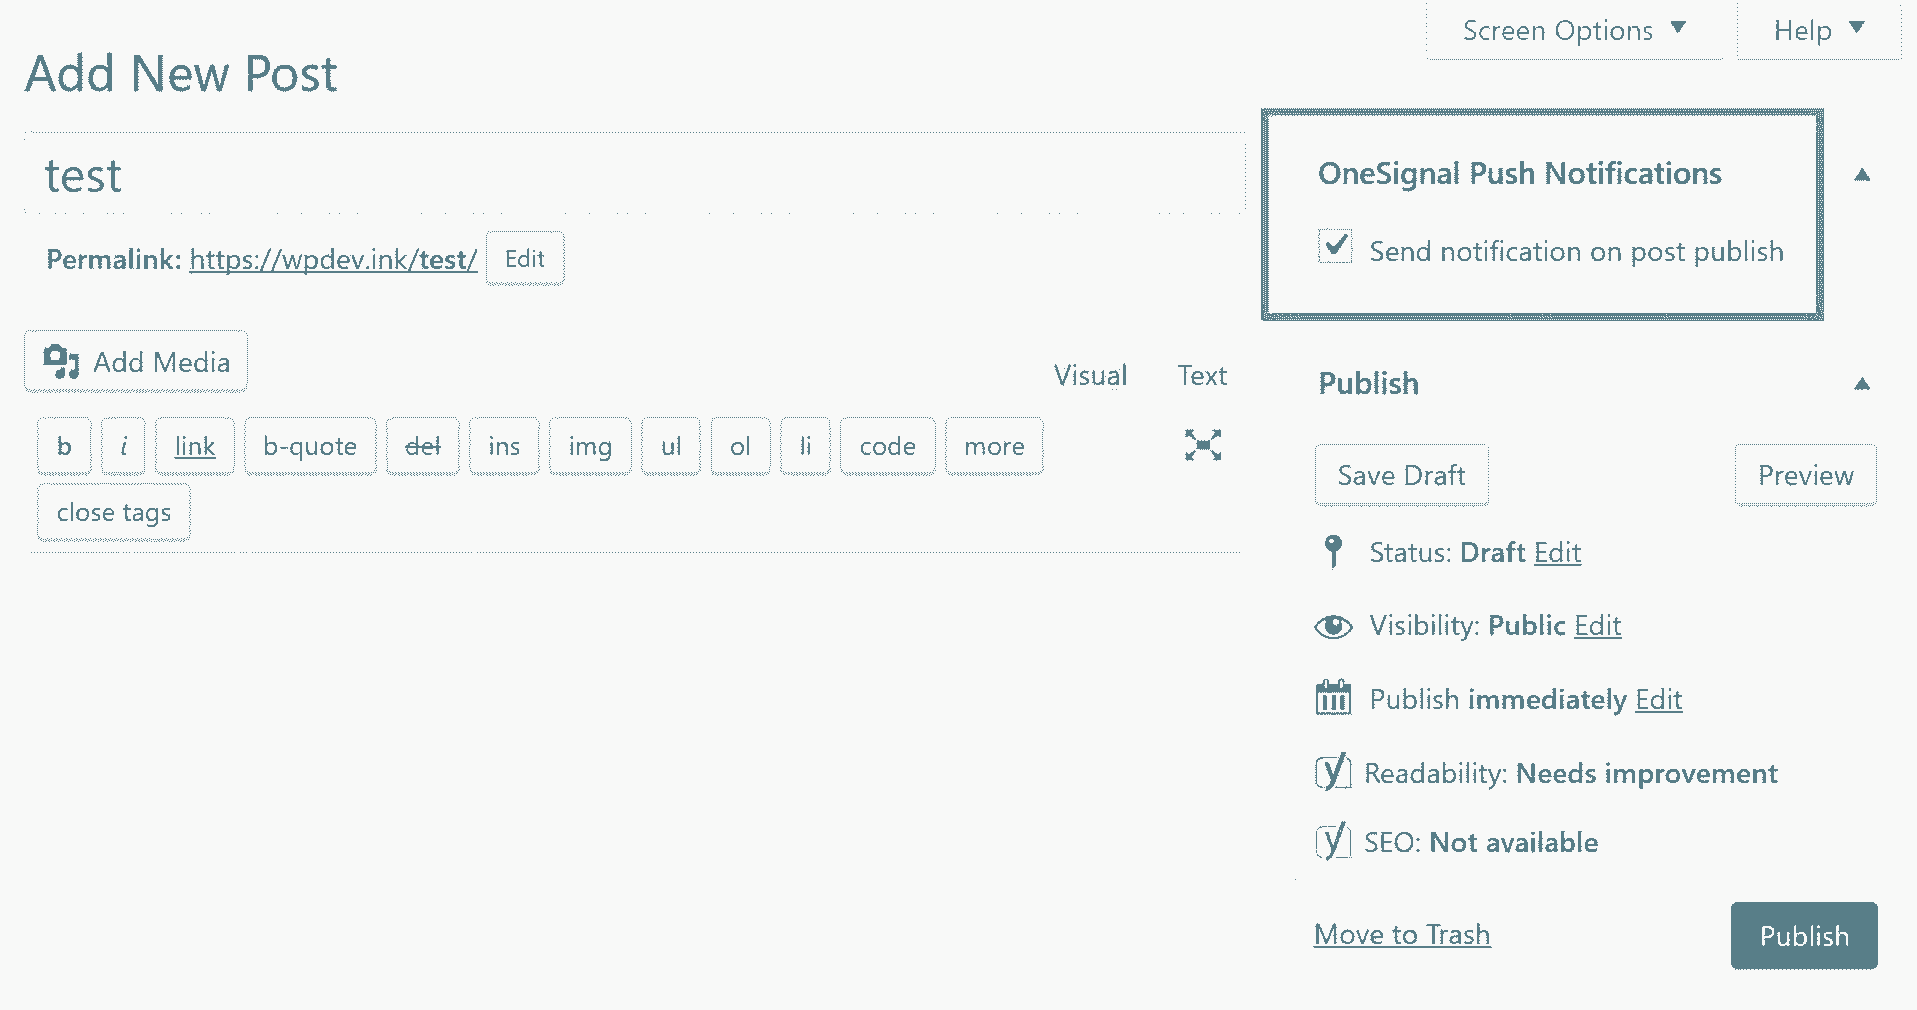 Screen Options ▼
Help ▼
Add New Post
test
Permalink: https://wpdev.ink/test/ Edit
Add Media
Visual Text
b i link b-quote del ins img ul ol li code more
close tags
OneSignal Push Notifications
Send notification on post publish
Publish
Save Draft Preview
Status: Draft Edit
Visibility: Public Edit
Publish immediately Edit
Readability: Needs improvement
SEO: Not available
Move to Trash Publish